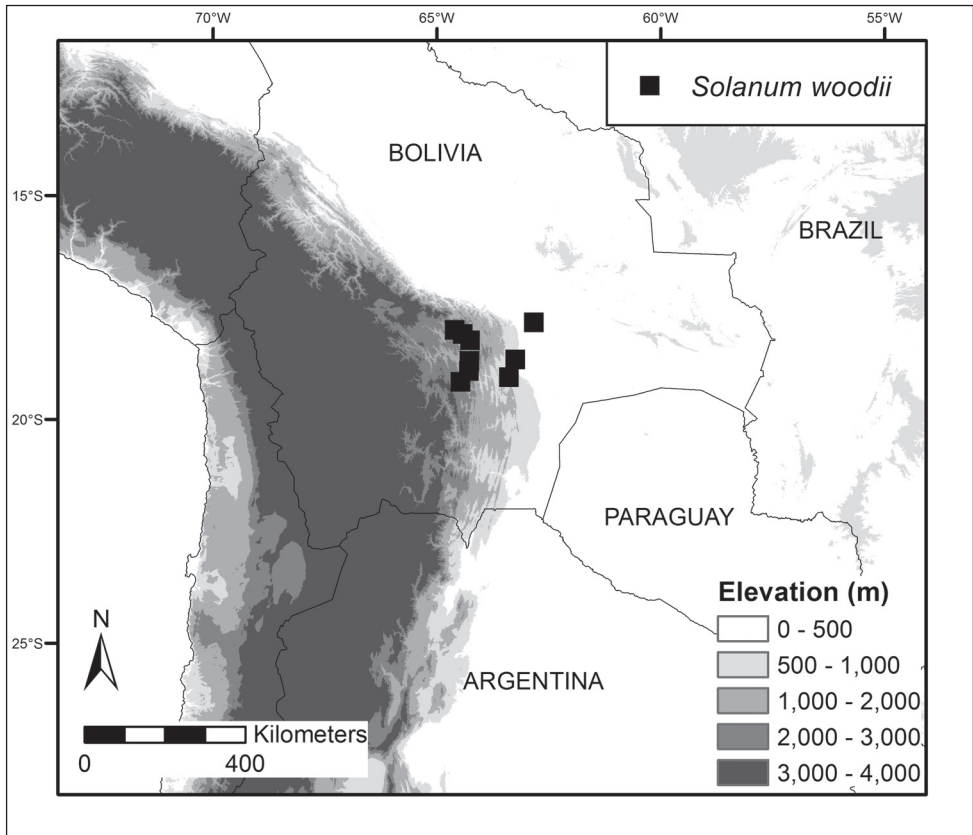 70°W 65°W 60°W 55°W
Solanum woodii
BOLIVIA
15°S
BRAZIL
20°S
PARAGUAY
Elevation (m)
0 - 500
N
25°S
500 - 1,000
ARGENTINA
1,000 - 2,000
Kilometers
2,000 - 3,000
0 400
3,000 - 4,000